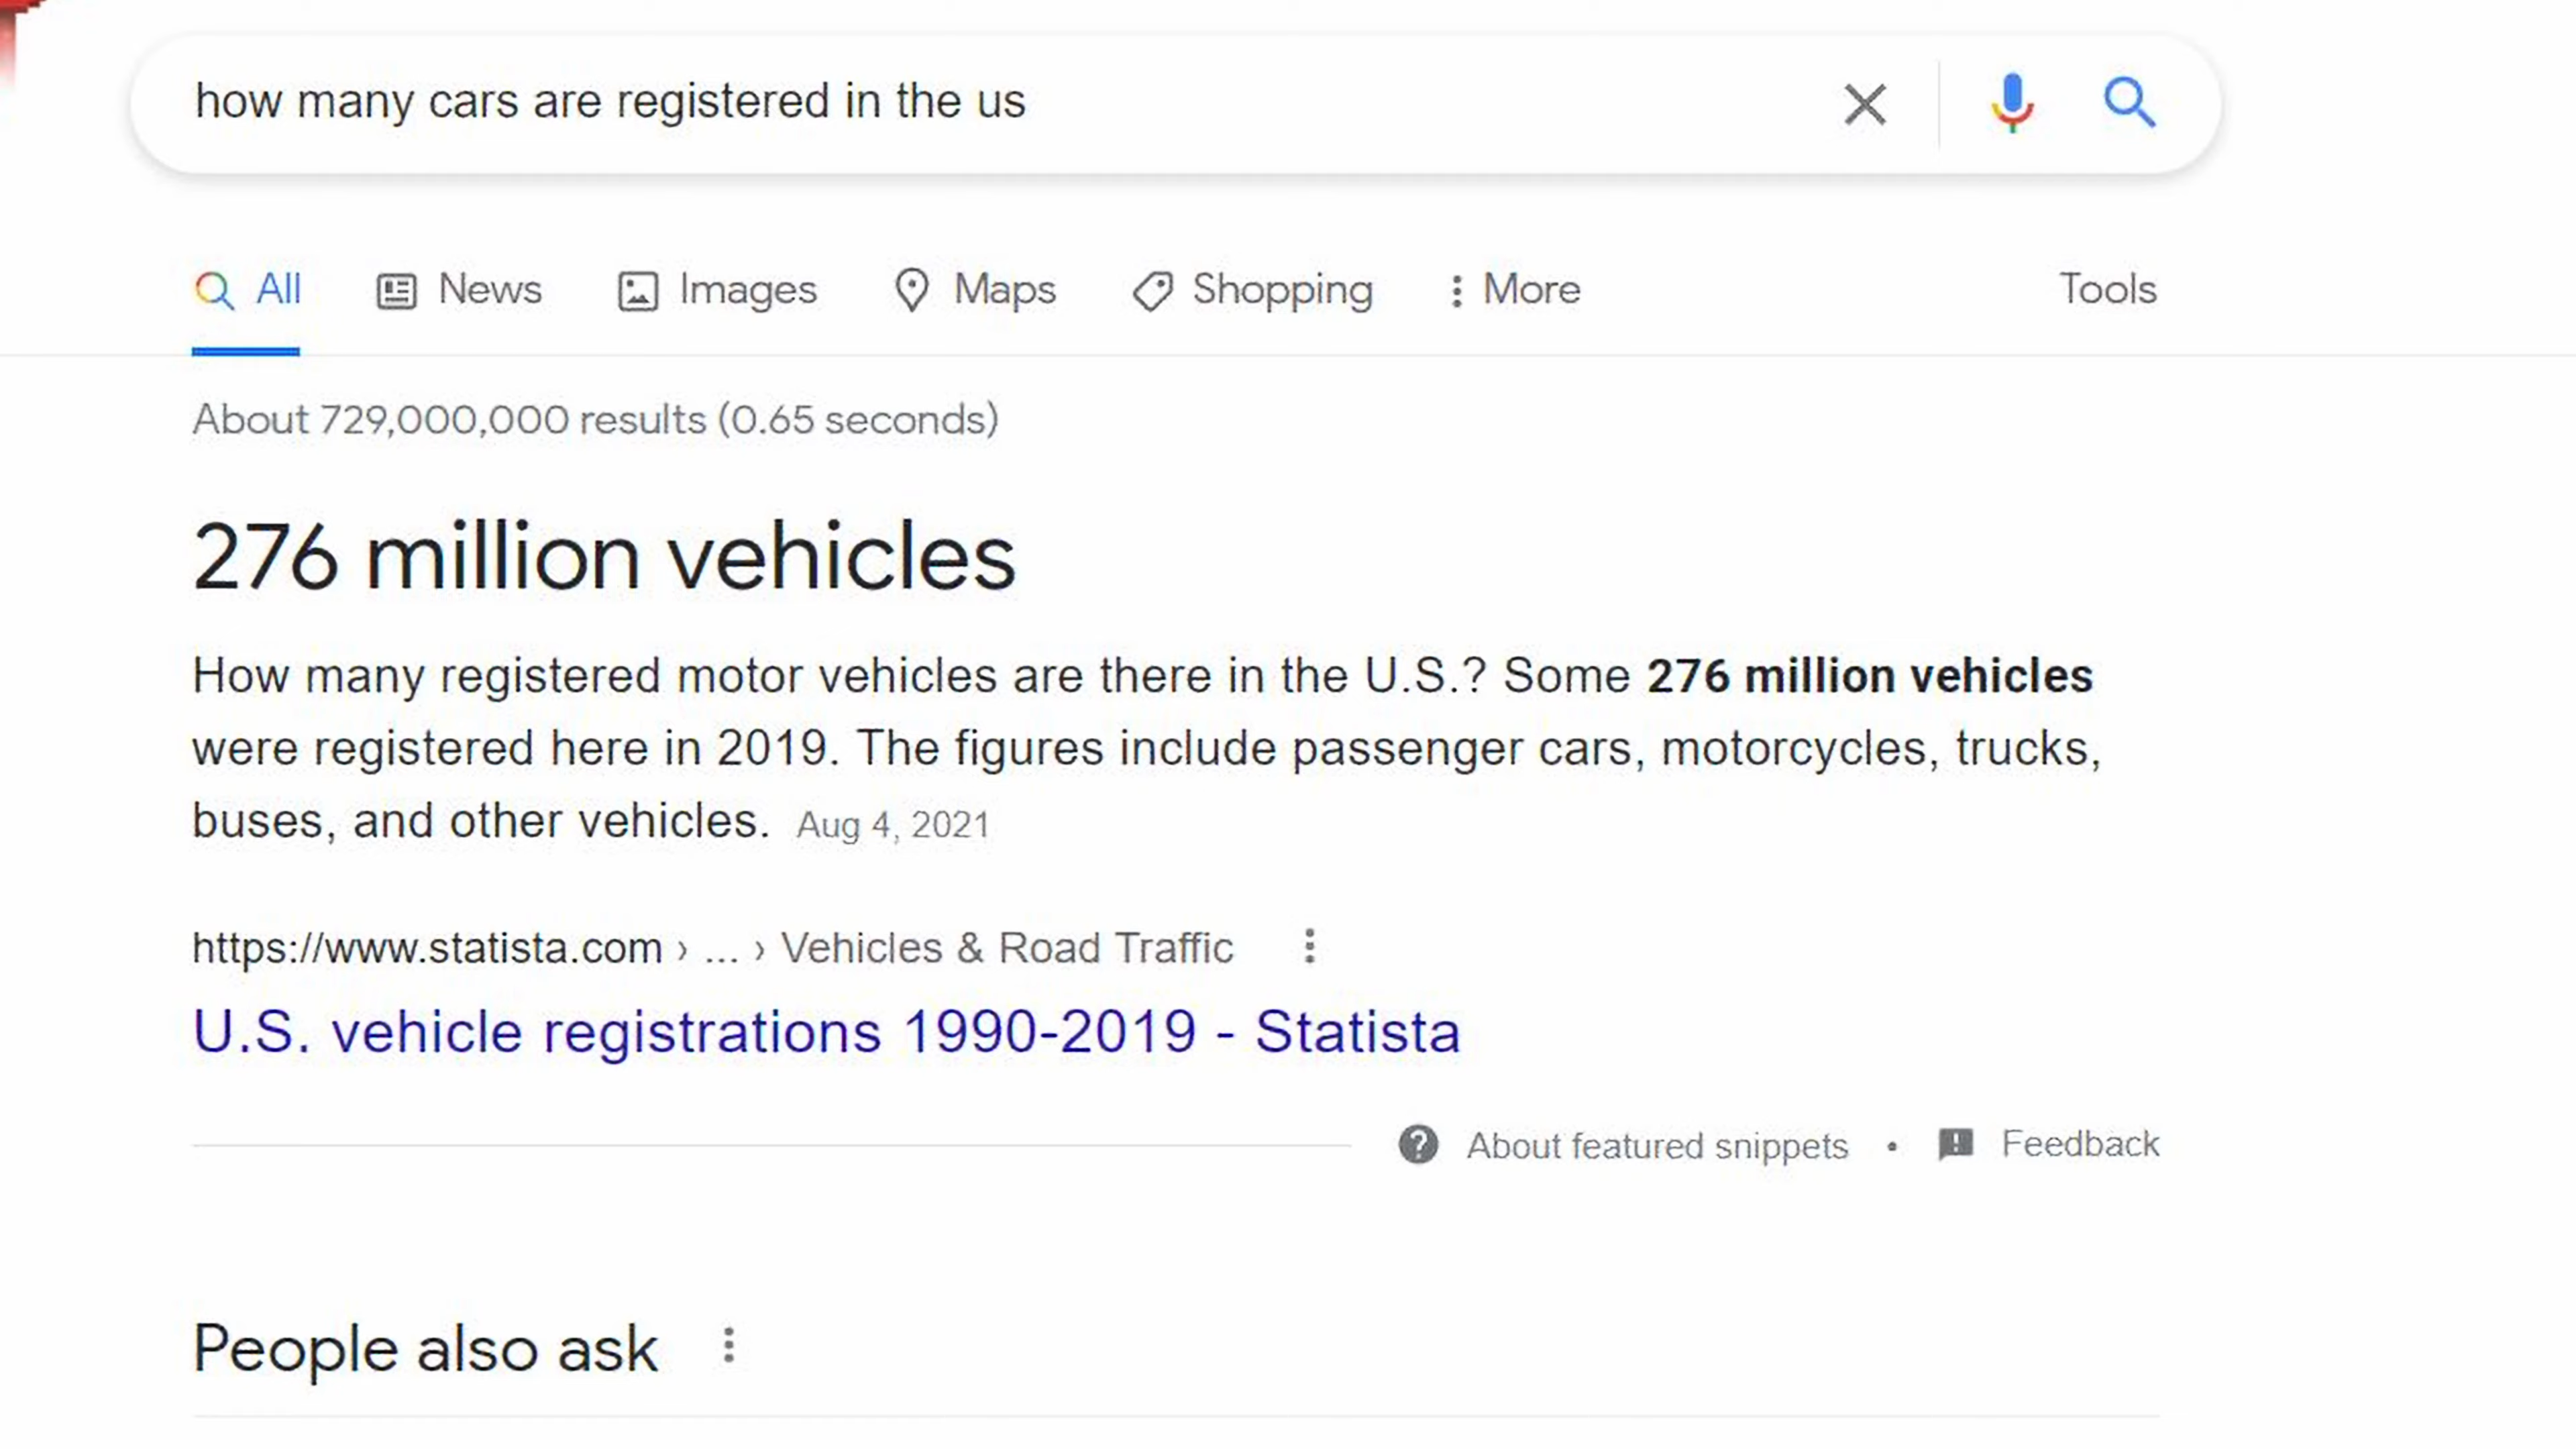 how many cars are registered in the us
All News Images Maps Shopping More Tools
About 729,000,000 results (0.65 seconds)
276 million vehicles
How many registered motor vehicles are there in the U.S.? Some 276 million vehicles
were registered here in 2019. The figures include passenger cars, motorcycles, trucks,
buses, and other vehicles. Aug 4, 2021
https://www.statista.com › ... › Vehicles & Road Traffic
U.S. vehicle registrations 1990-2019 - Statista
About featured snippets • Feedback
People also ask